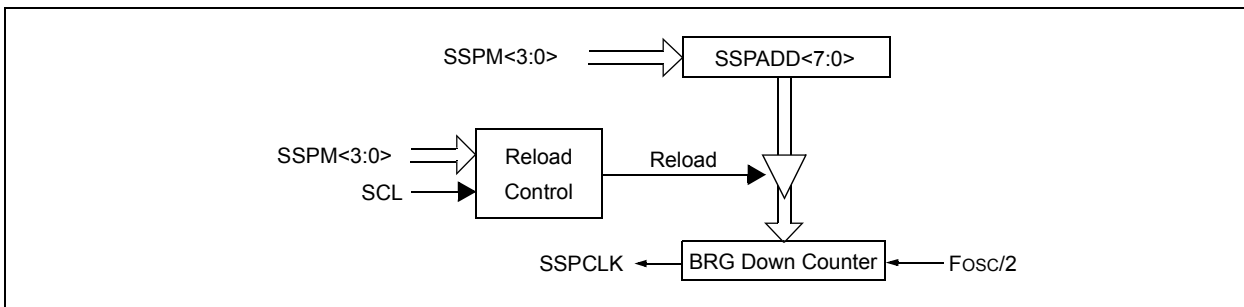 SSPM<3:0>
SSPADD<7:0>
SSPM<3:0>
SCL
Reload
Control
Reload
SSPCLK
BRG Down Counter
FOSC/2